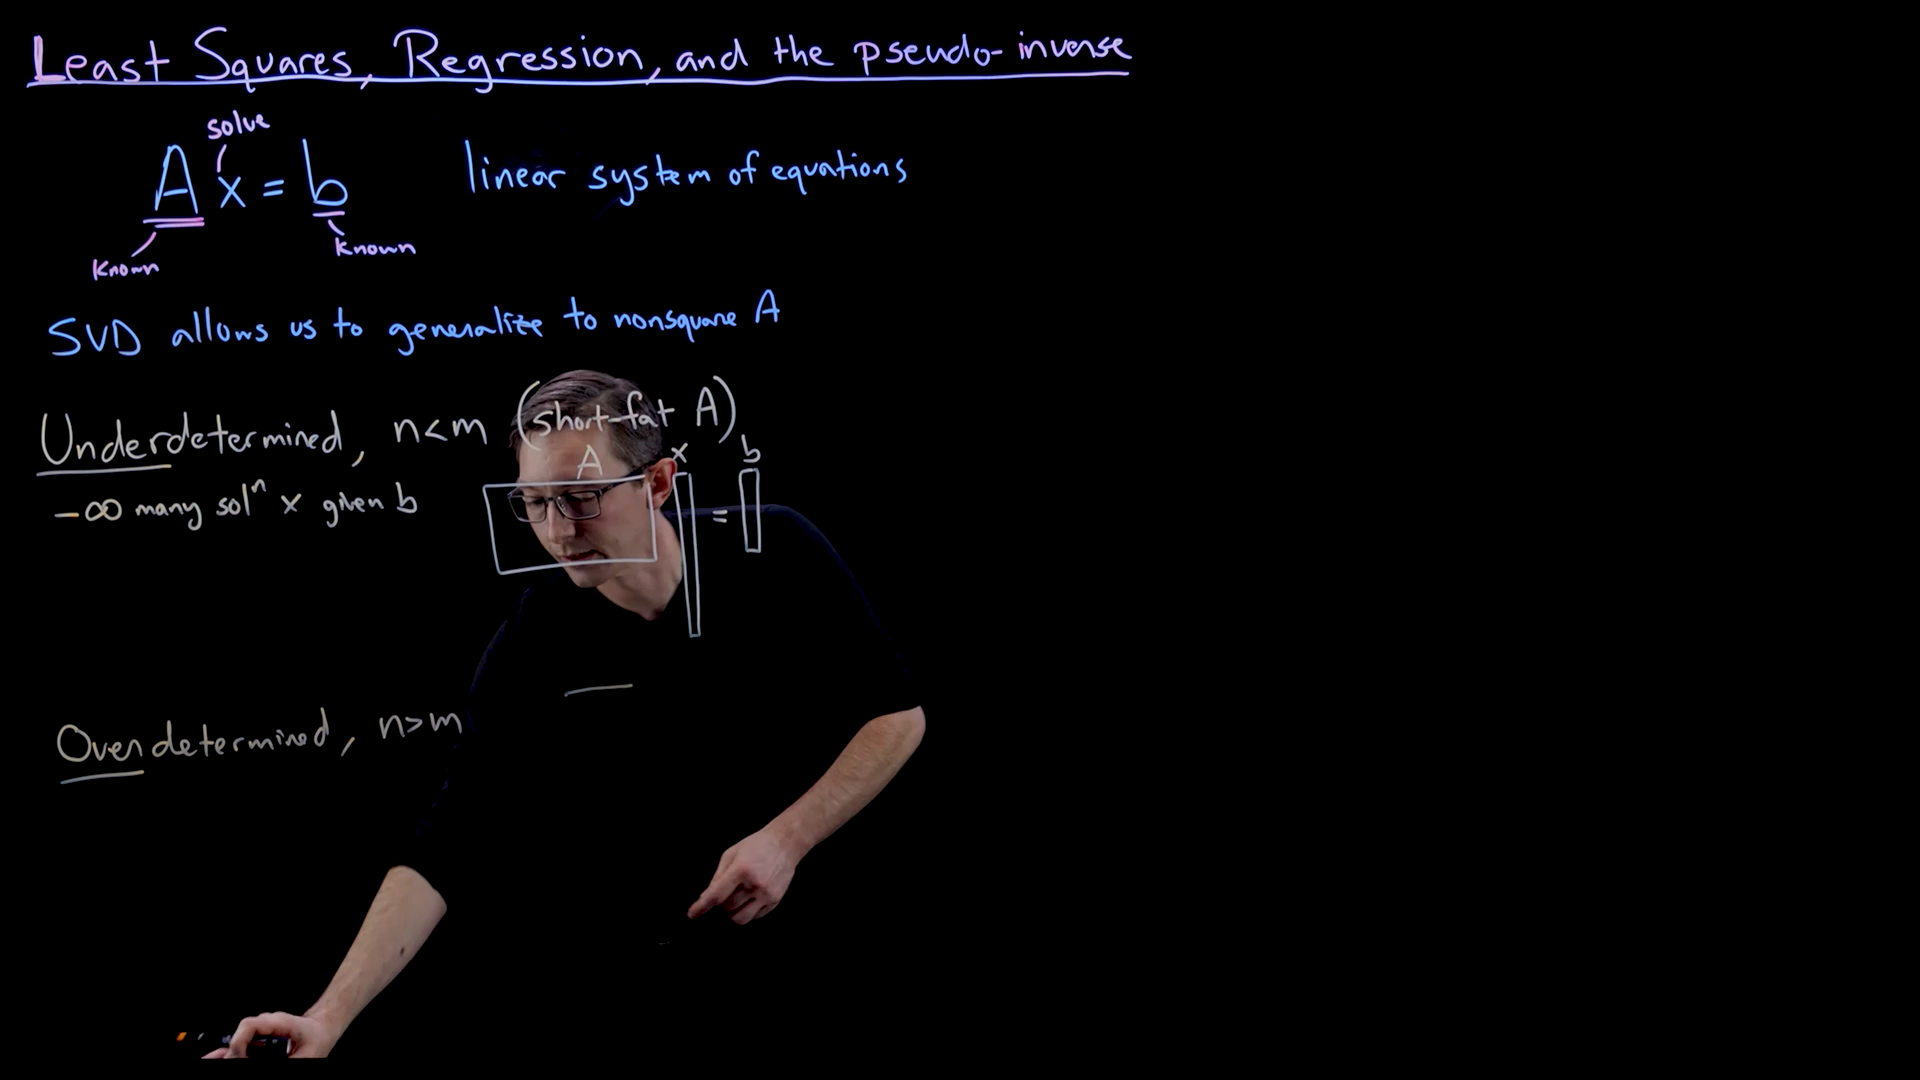 Least Squares, Regression, and the pseudo-inverse
solve
A x = b
linear system of equations
Known
Known
SVD allows us to generalize to nonsquare A
Underdetermined, n<m (short-fat A)
A x = b
-∞ many solⁿ x given b
Overdetermined, n>m